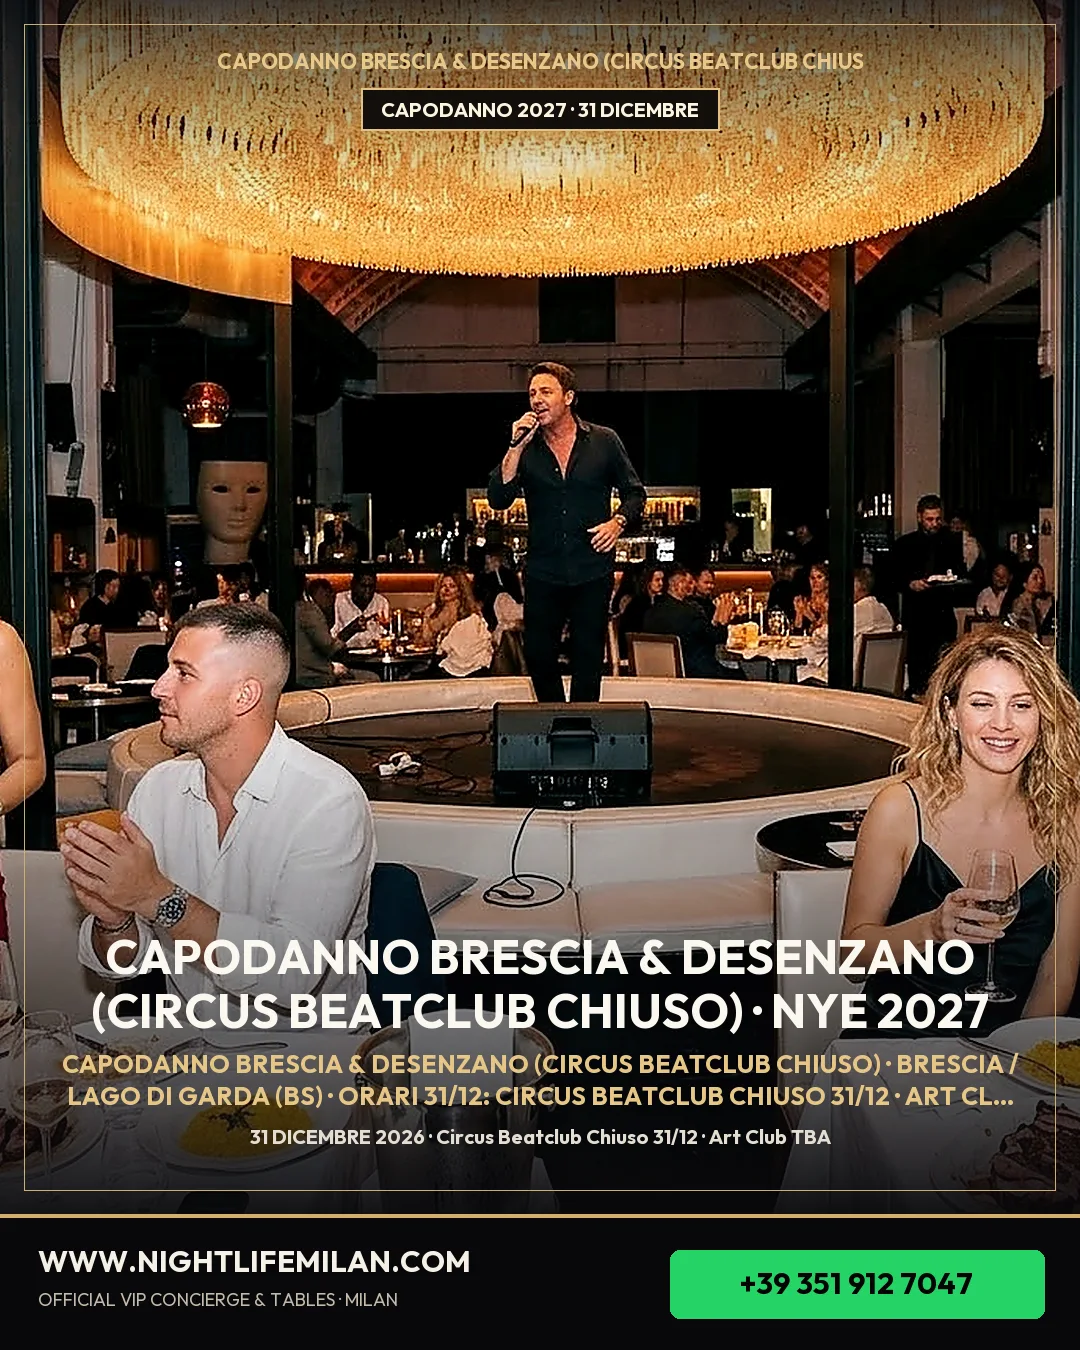 CAPODANNO BRESCIA & DESENZANO (CIRCUS BEATCLUB CHIUS
CAPODANNO 2027 · 31 DICEMBRE
CAPODANNO BRESCIA & DESENZANO
(CIRCUS BEATCLUB CHIUSO) · NYE 2027
CAPODANNO BRESCIA & DESENZANO (CIRCUS BEATCLUB CHIUSO) · BRESCIA /
LAGO DI GARDA (BS) · ORARI 31/12: CIRCUS BEATCLUB CHIUSO 31/12 · ART CL...
31 DICEMBRE 2026 · Circus Beatclub Chiuso 31/12 · Art Club TBA
WWW.NIGHTLIFEMILAN.COM
OFFICIAL VIP CONCIERGE & TABLES · MILAN
+39 351 912 7047